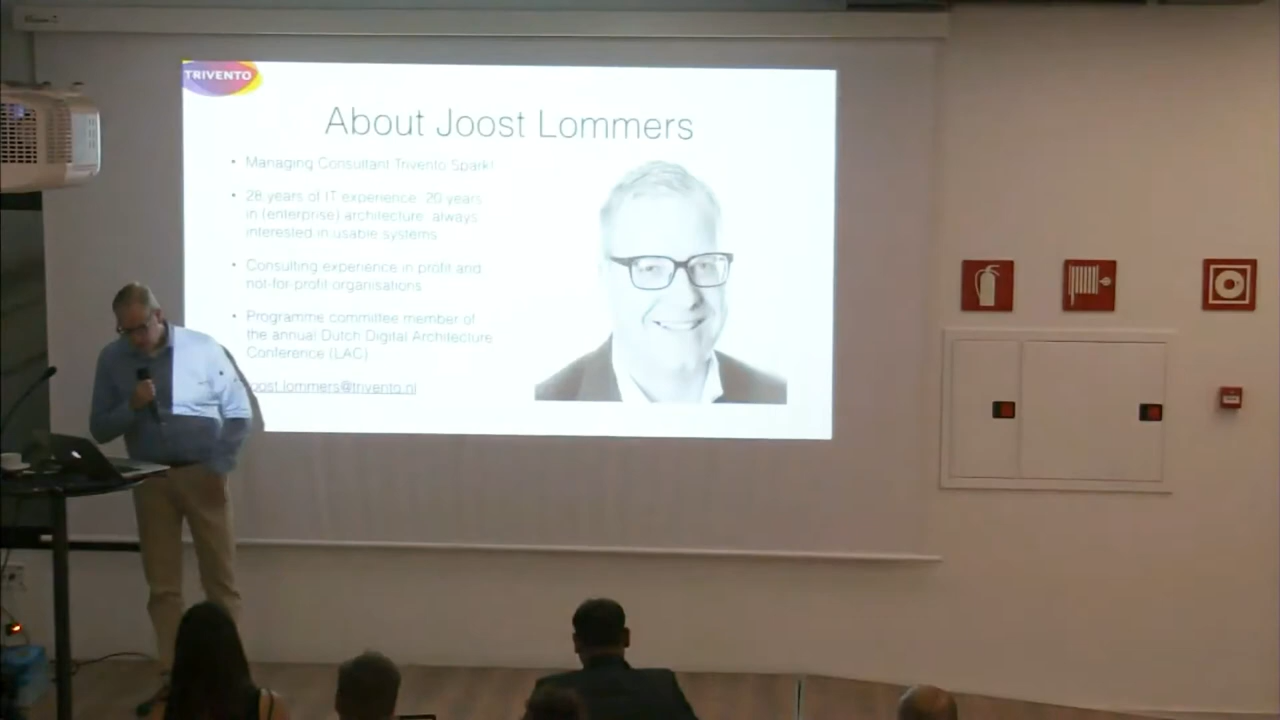 TRIVENTO
About Joost Lommers
• Managing Consultant Trivento Spark!
• 28 years of IT experience, 20 years
in (enterprise) architecture, always
interested in usable systems
• Consulting experience in profit and
not-for profit organisations
• Programme committee member of
the annual Dutch Digital Architecture
Conference (LAC)
oost.lommers@trivento.nl